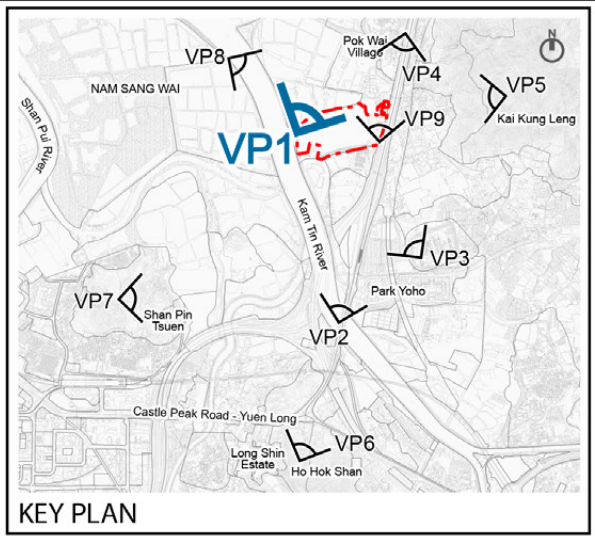 N
Pok Wai
Village
VP8
VP4
VP5
NAM SANG WAI
Kai Kung Leng
VP9
VP1
Shan Pui River
Kam Tin River
VP3
Park Yoho
VP7
Shan Pin
Tsuen
VP2
Castle Peak Road - Yuen Long
Long Shin
Estate
VP6
Ho Hok Shan
KEY PLAN